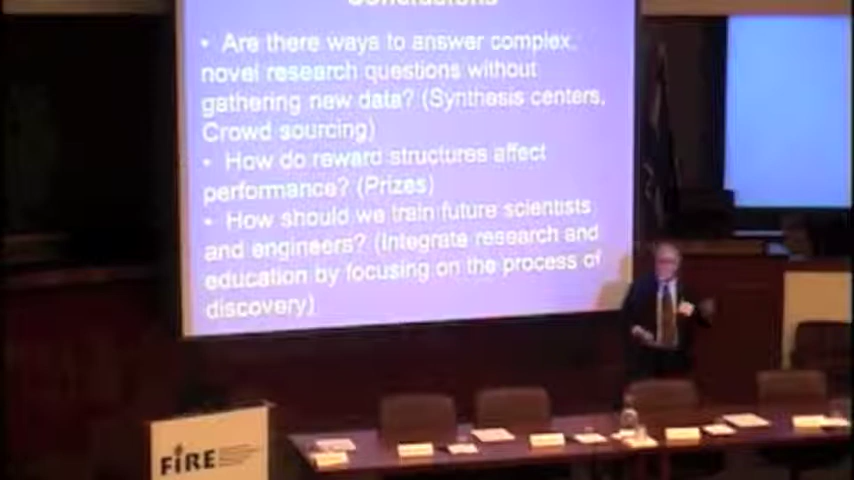 Conclusions
• Are there ways to answer complex,
novel research questions without
gathering new data? (Synthesis centers,
Crowd sourcing)
• How do reward structures affect
performance? (Prizes)
• How should we train future scientists
and engineers? (Integrate research and
education by focusing on the process of
discovery)
FiRE